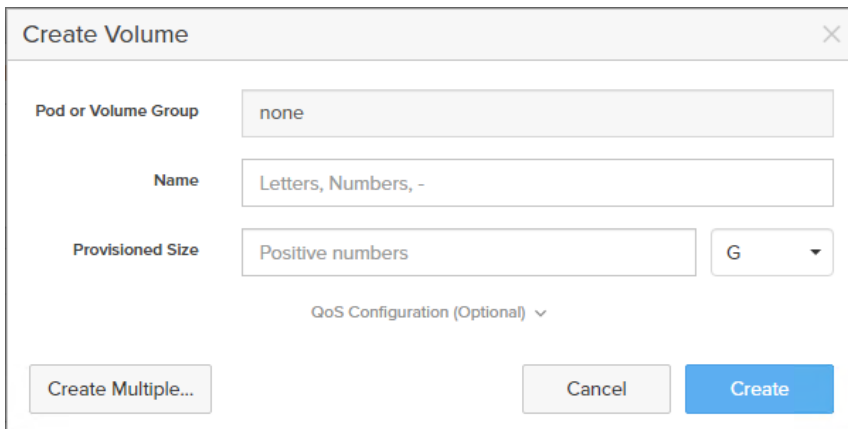 Create Volume
Pod or Volume Group none
Name Letters, Numbers, -
Provisioned Size Positive numbers G
QoS Configuration (Optional)
Create Multiple... Cancel Create